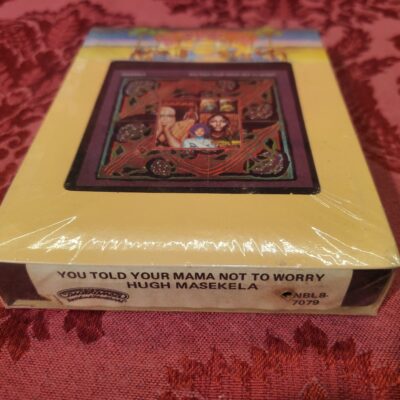 YOU TOLD YOUR MAMA NOT TO WORRY
HUGH MASEKELA
NBL8-
7079